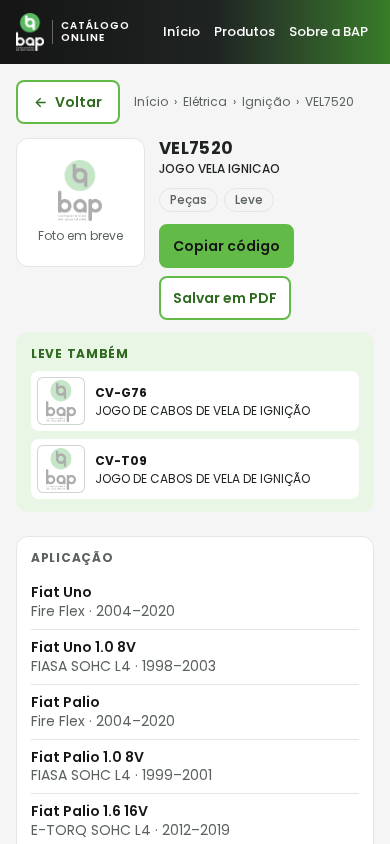 bap
CATÁLOGO
ONLINE
Início
Produtos
Sobre a BAP
← Voltar
Início › Elétrica › Ignição › VEL7520
bap
Foto em breve
VEL7520
JOGO VELA IGNICAO
Peças
Leve
Copiar código
Salvar em PDF
LEVE TAMBÉM
bap
CV-G76
JOGO DE CABOS DE VELA DE IGNIÇÃO
bap
CV-T09
JOGO DE CABOS DE VELA DE IGNIÇÃO
APLICAÇÃO
Fiat Uno
Fire Flex · 2004–2020
Fiat Uno 1.0 8V
FIASA SOHC L4 · 1998–2003
Fiat Palio
Fire Flex · 2004–2020
Fiat Palio 1.0 8V
FIASA SOHC L4 · 1999–2001
Fiat Palio 1.6 16V
E-TORQ SOHC L4 · 2012–2019